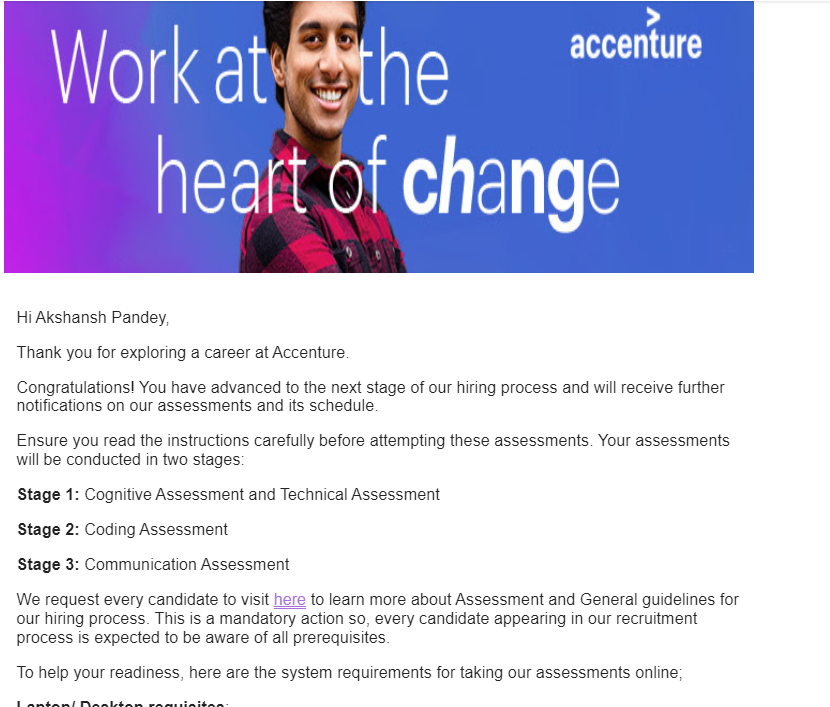 Work at the
accenture
heart of change
Hi Akshansh Pandey,
Thank you for exploring a career at Accenture.
Congratulations! You have advanced to the next stage of our hiring process and will receive further
notifications on our assessments and its schedule.
Ensure you read the instructions carefully before attempting these assessments. Your assessments
will be conducted in two stages:
Stage 1: Cognitive Assessment and Technical Assessment
Stage 2: Coding Assessment
Stage 3: Communication Assessment
We request every candidate to visit here to learn more about Assessment and General guidelines for
our hiring process. This is a mandatory action so, every candidate appearing in our recruitment
process is expected to be aware of all prerequisites.
To help your readiness, here are the system requirements for taking our assessments online;
Laptop/ Desktop requisites: